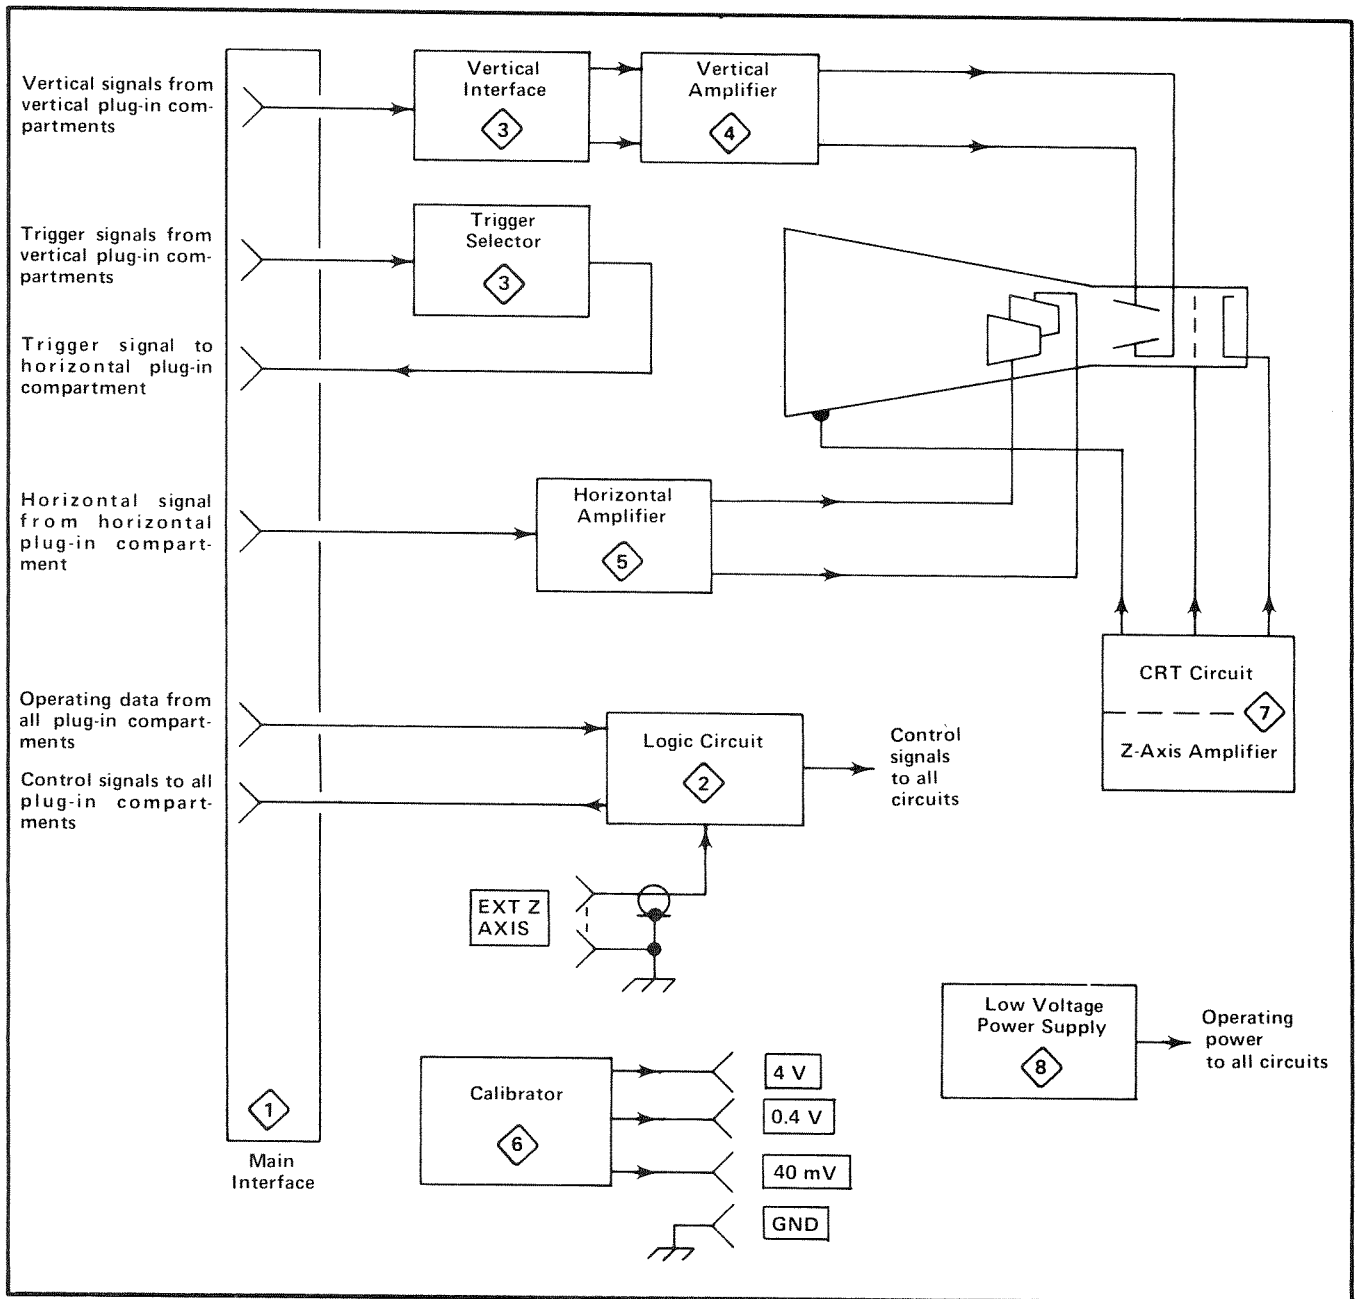 Vertical signals from
vertical plug-in com-
partments
Vertical
Interface
3
Vertical
Amplifier
4
Trigger signals from
vertical plug-in com-
partments
Trigger
Selector
3
Trigger signal to
horizontal plug-in
compartment
Horizontal signal
from horizontal
plug-in compart-
ment
Horizontal
Amplifier
5
CRT Circuit
7
Z-Axis Amplifier
Operating data from
all plug-in compart-
ments
Control signals to all
plug-in compart-
ments
Logic Circuit
2
Control
signals
to all
circuits
EXT Z
AXIS
Low Voltage
Power Supply
8
Operating
power
to all circuits
1
Main
Interface
Calibrator
6
4 V
0.4 V
40 mV
GND